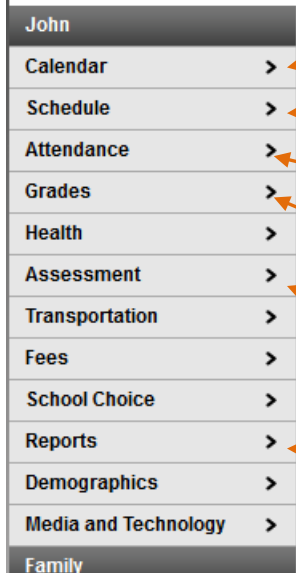 John
Calendar
Schedule
Attendance
Grades
Health
Assessment
Transportation
Fees
School Choice
Reports
Demographics
Media and Technology
Family